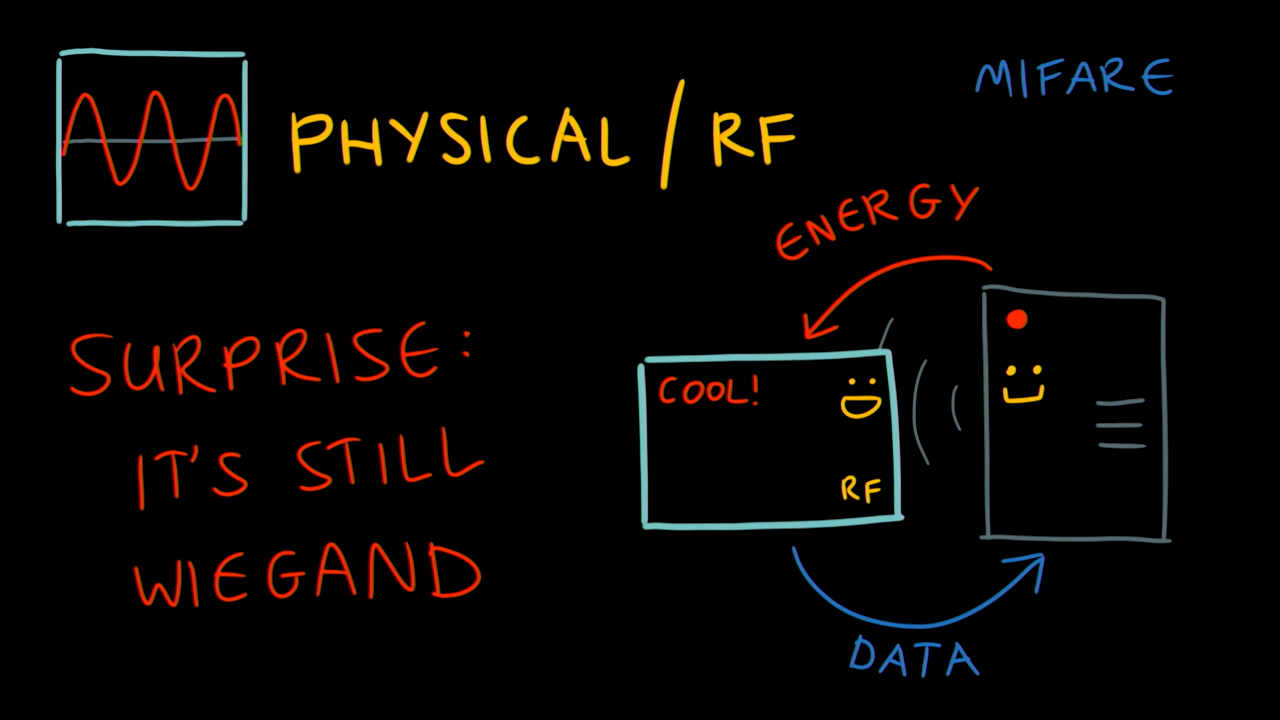 MIFARE
PHYSICAL / RF
ENERGY
SURPRISE:
IT'S STILL
WIEGAND
COOL!
RF
DATA